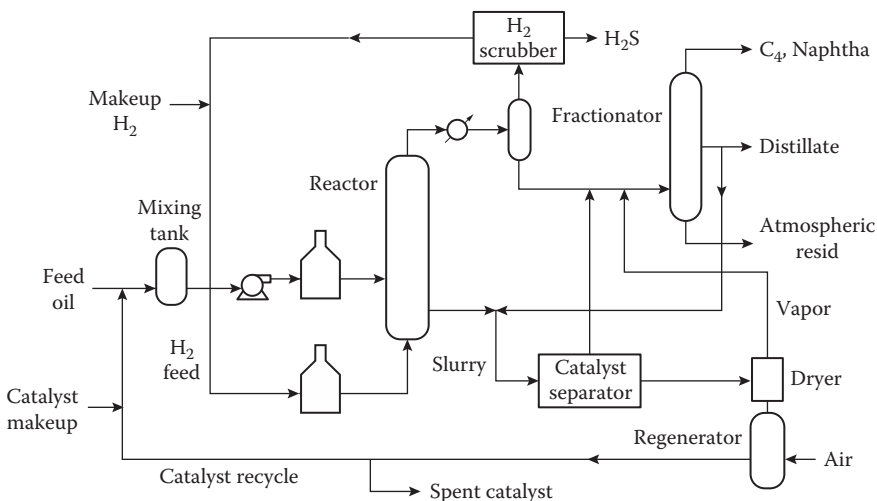 H₂
scrubber
H₂S
C₄, Naphtha
Makeup
H₂
Fractionator
Distillate
Reactor
Mixing
tank
Atmospheric
resid
Feed
oil
Vapor
H₂
feed
Slurry
Catalyst
separator
Dryer
Catalyst
makeup
Regenerator
Air
Catalyst recycle
Spent catalyst